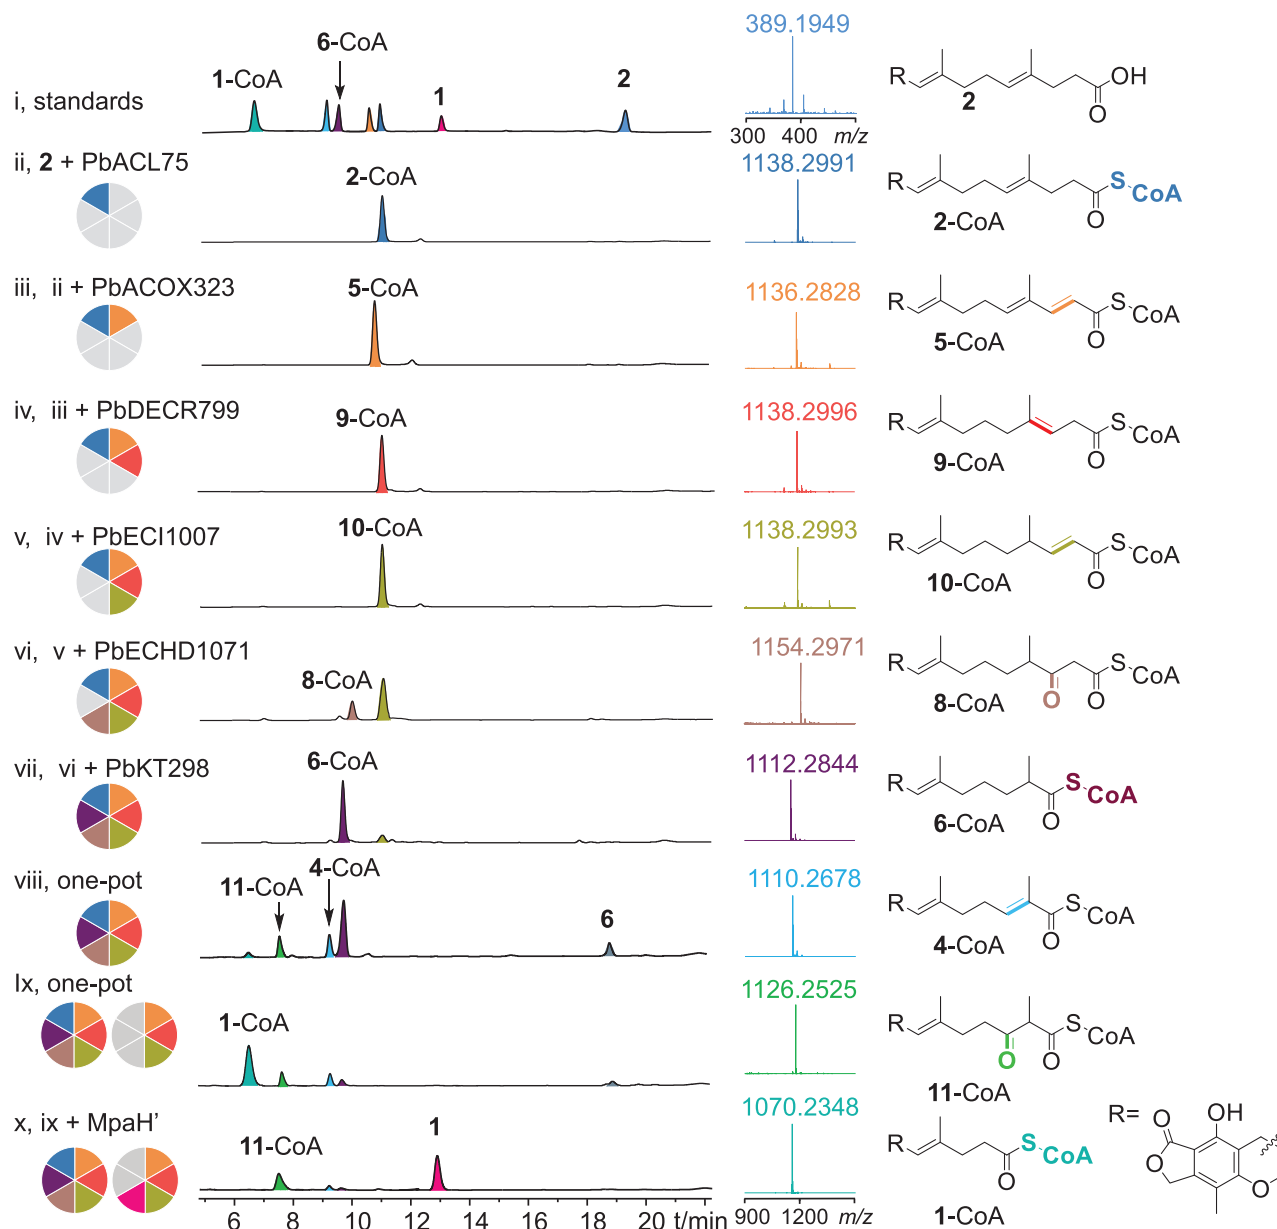 6-CoA
1-CoA
1
2
i, standards
389.1949
300 400 m/z
R
OH
O
2
ii, 2 + PbACL75
2-CoA
1138.2991
R
S
CoA
O
2-CoA
iii, ii + PbACOX323
5-CoA
1136.2828
R
S
CoA
O
5-CoA
iv, iii + PbDECR799
9-CoA
1138.2996
R
S
CoA
O
9-CoA
v, iv + PbECI1007
10-CoA
1138.2993
R
S
CoA
O
10-CoA
vi, v + PbECHD1071
8-CoA
1154.2971
R
S
CoA
O
O
8-CoA
vii, vi + PbKT298
6-CoA
1112.2844
R
S
CoA
O
6-CoA
viii, one-pot
11-CoA
4-CoA
6
1110.2678
R
S
CoA
O
4-CoA
Ix, one-pot
1-CoA
1126.2525
R
S
CoA
O
O
11-CoA
x, ix + MpaH'
11-CoA
1
1070.2348
R
S
CoA
O
1-CoA
R=
O
OH
O
O
6 8 10 12 14 16 18 20 t/min
900 1200 m/z